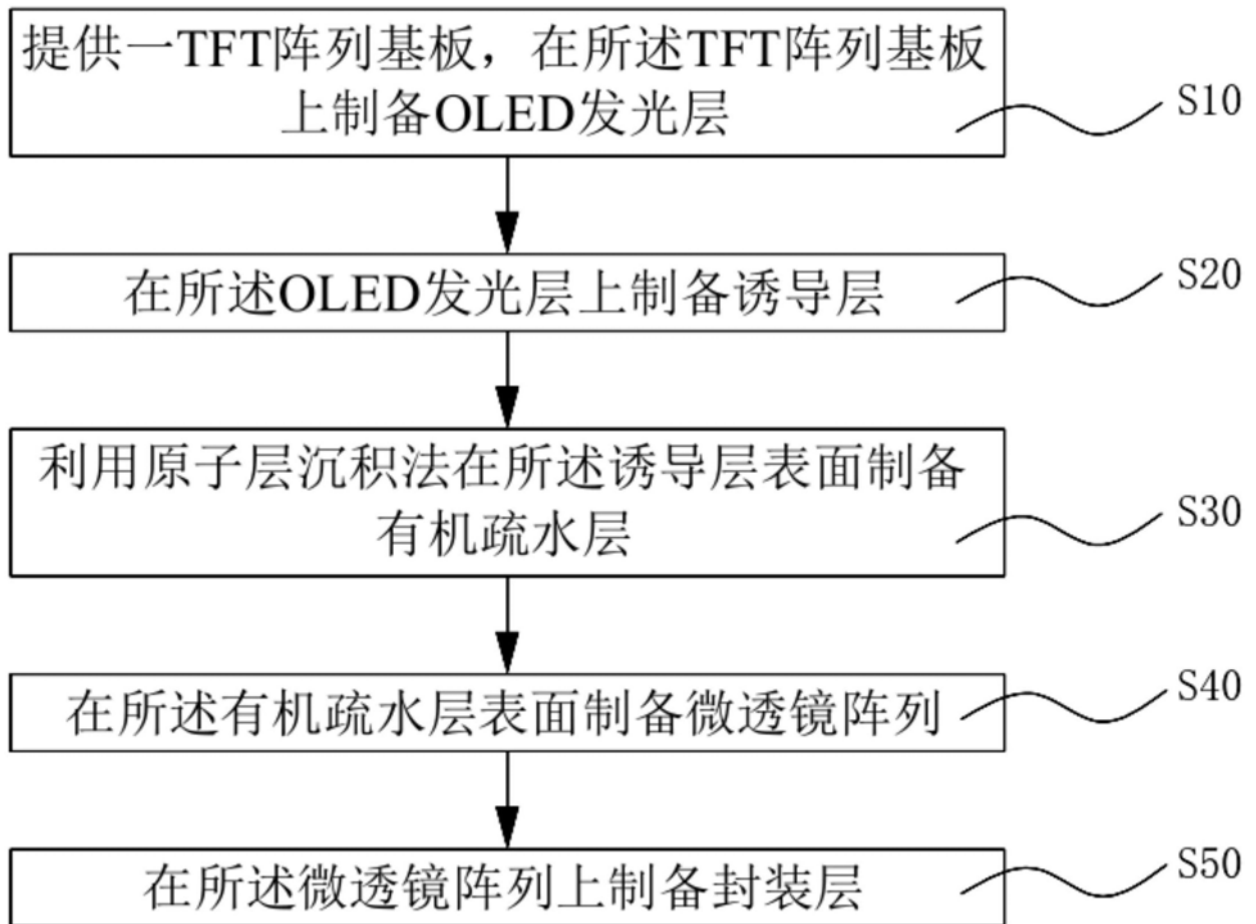 提供一TFT阵列基板，在所述TFT阵列基板
上制备OLED发光层
S10
在所述OLED发光层上制备诱导层
S20
利用原子层沉积法在所述诱导层表面制备
有机疏水层
S30
在所述有机疏水层表面制备微透镜阵列
S40
在所述微透镜阵列上制备封装层
S50